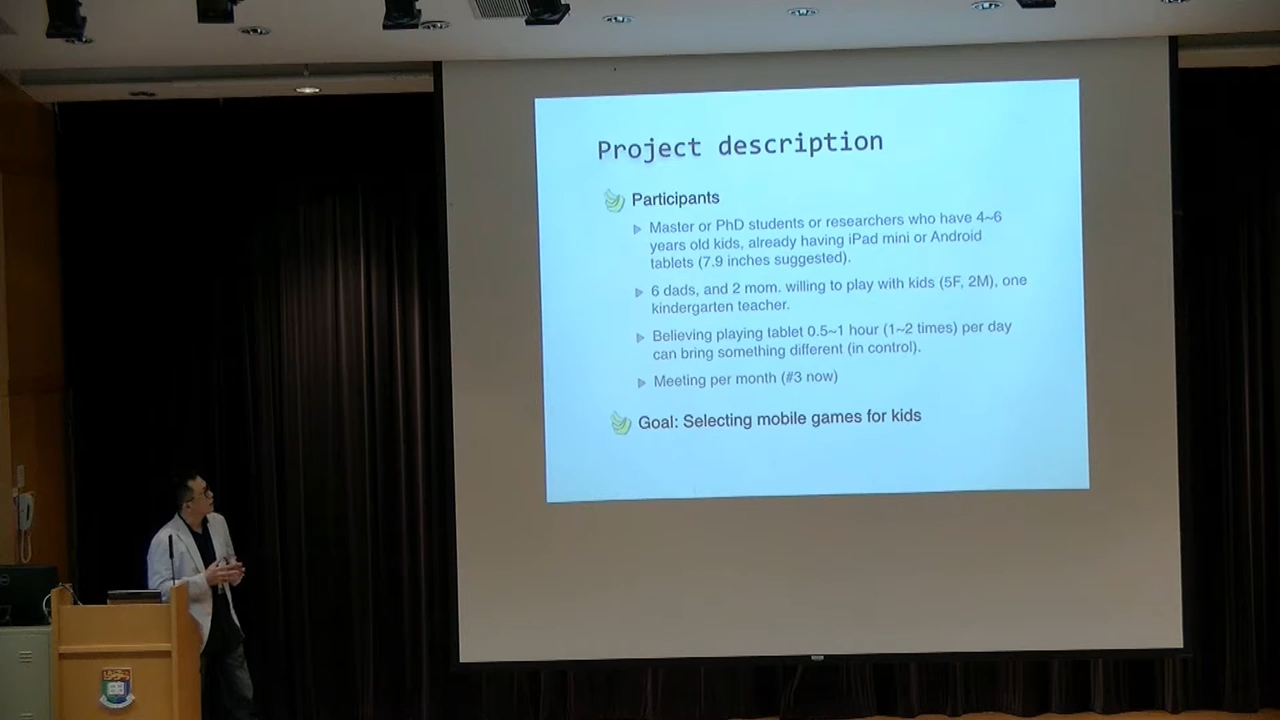 Project description
Participants
Master or PhD students or researchers who have 4~6
years old kids, already having iPad mini or Android
tablets (7.9 inches suggested).
6 dads, and 2 mom. willing to play with kids (5F, 2M), one
kindergarten teacher.
Believing playing tablet 0.5~1 hour (1~2 times) per day
can bring something different (in control).
Meeting per month (#3 now)
Goal: Selecting mobile games for kids